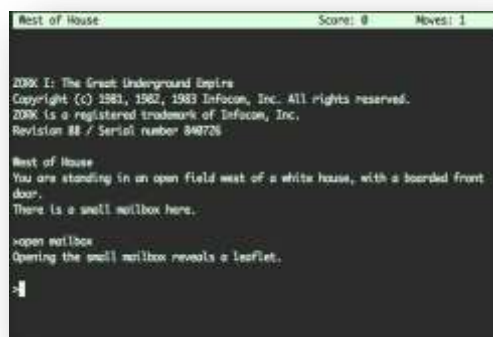 West of House Score: 0 Moves: 1
ZORK I: The Great Underground Empire
Copyright (c) 1981, 1982, 1983 Infocom, Inc. All rights reserved.
ZORK is a registered trademark of Infocom, Inc.
Revision 88 / Serial number 840726
West of House
You are standing in an open field west of a white house, with a boarded front
door.
There is a small mailbox here.
>open mailbox
Opening the small mailbox reveals a leaflet.
>